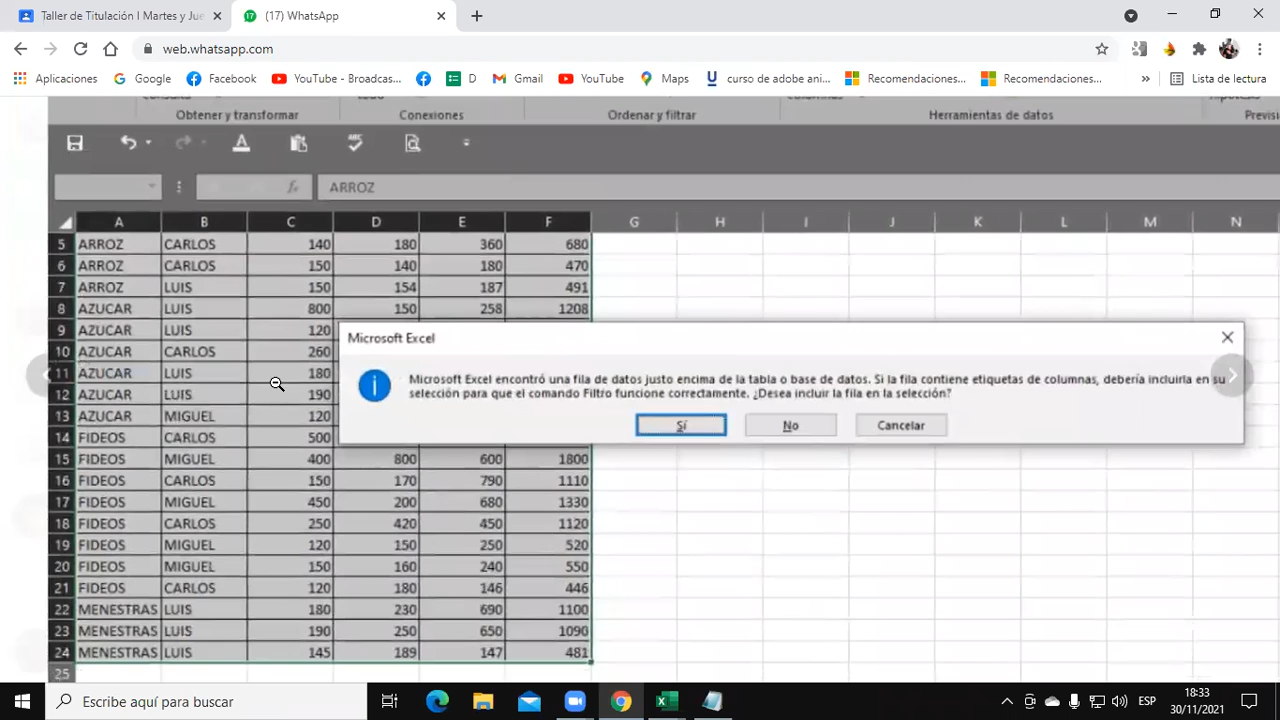 Taller de Titulación I Martes y Jue
(17) WhatsApp
web.whatsapp.com
Aplicaciones Google Facebook YouTube - Broadcas... D Gmail YouTube Maps curso de adobe ani... Recomendaciones... Recomendaciones... » Lista de lectura
Obtener y transformar Conexiones Ordenar y filtrar Herramientas de datos Previsi
fx ARROZ
A B C D E F G H I J K L M N
5 ARROZ CARLOS 140 180 360 680
6 ARROZ CARLOS 150 140 180 470
7 ARROZ LUIS 150 154 187 491
8 AZUCAR LUIS 800 150 258 1208
9 AZUCAR LUIS 120
10 AZUCAR CARLOS 260
11 AZUCAR LUIS 180
12 AZUCAR LUIS 190
13 AZUCAR MIGUEL 120
14 FIDEOS CARLOS 500
15 FIDEOS MIGUEL 400 800 600 1800
16 FIDEOS CARLOS 150 170 790 1110
17 FIDEOS MIGUEL 450 200 680 1330
18 FIDEOS CARLOS 250 420 450 1120
19 FIDEOS MIGUEL 120 150 250 520
20 FIDEOS MIGUEL 150 160 240 550
21 FIDEOS CARLOS 120 180 146 446
22 MENESTRAS LUIS 180 230 690 1100
23 MENESTRAS LUIS 190 250 650 1090
24 MENESTRAS LUIS 145 189 147 481
25
Microsoft Excel
Microsoft Excel encontró una fila de datos justo encima de la tabla o base de datos. Si la fila contiene etiquetas de columnas, debería incluirla en su
selección para que el comando Filtro funcione correctamente. ¿Desea incluir la fila en la selección?
Sí No Cancelar
Escribe aquí para buscar
ESP
18:33
30/11/2021